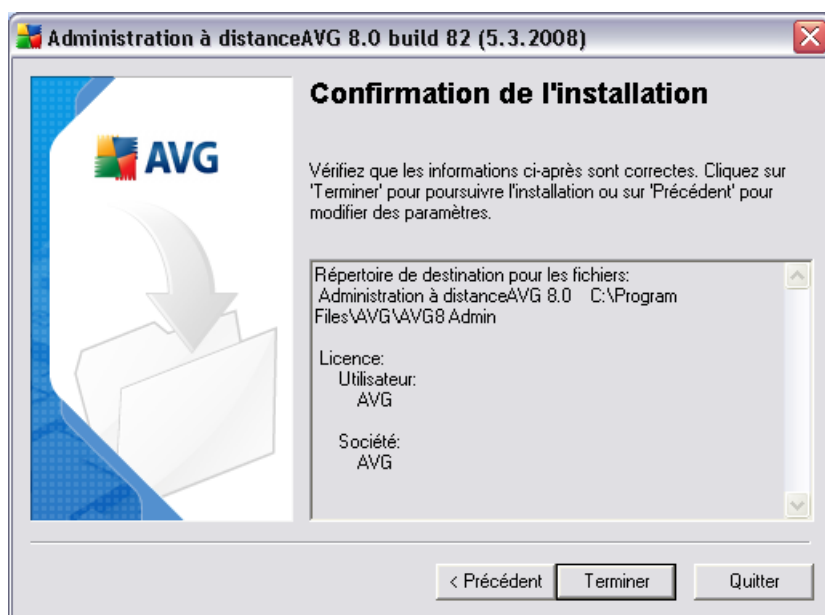 Administration à distanceAVG 8.0 build 82 (5.3.2008)
AVG
Confirmation de l'installation
Vérifiez que les informations ci-après sont correctes. Cliquez sur
'Terminer' pour poursuivre l'installation ou sur 'Précédent' pour
modifier des paramètres.
Répertoire de destination pour les fichiers:
Administration à distanceAVG 8.0    C:\Program
Files\AVG\AVG8 Admin
Licence:
Utilisateur:
AVG
Société:
AVG
< Précédent
Terminer
Quitter